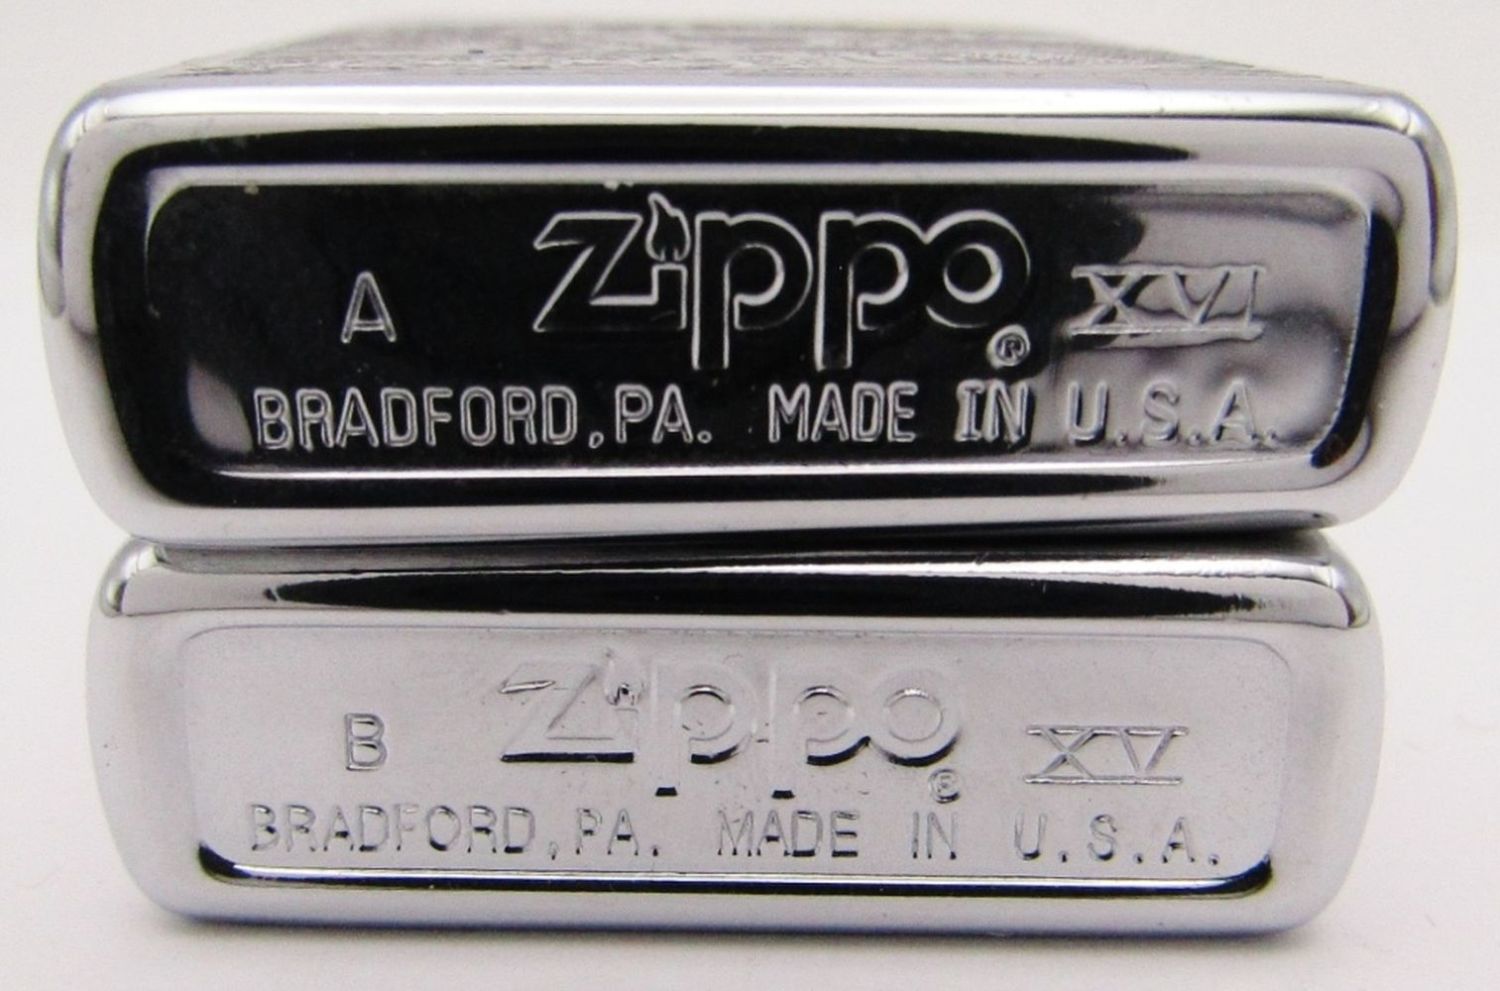 A Zippo® XVI
BRADFORD, PA. MADE IN U.S.A.
B Zippo® XV
BRADFORD, PA. MADE IN U.S.A.